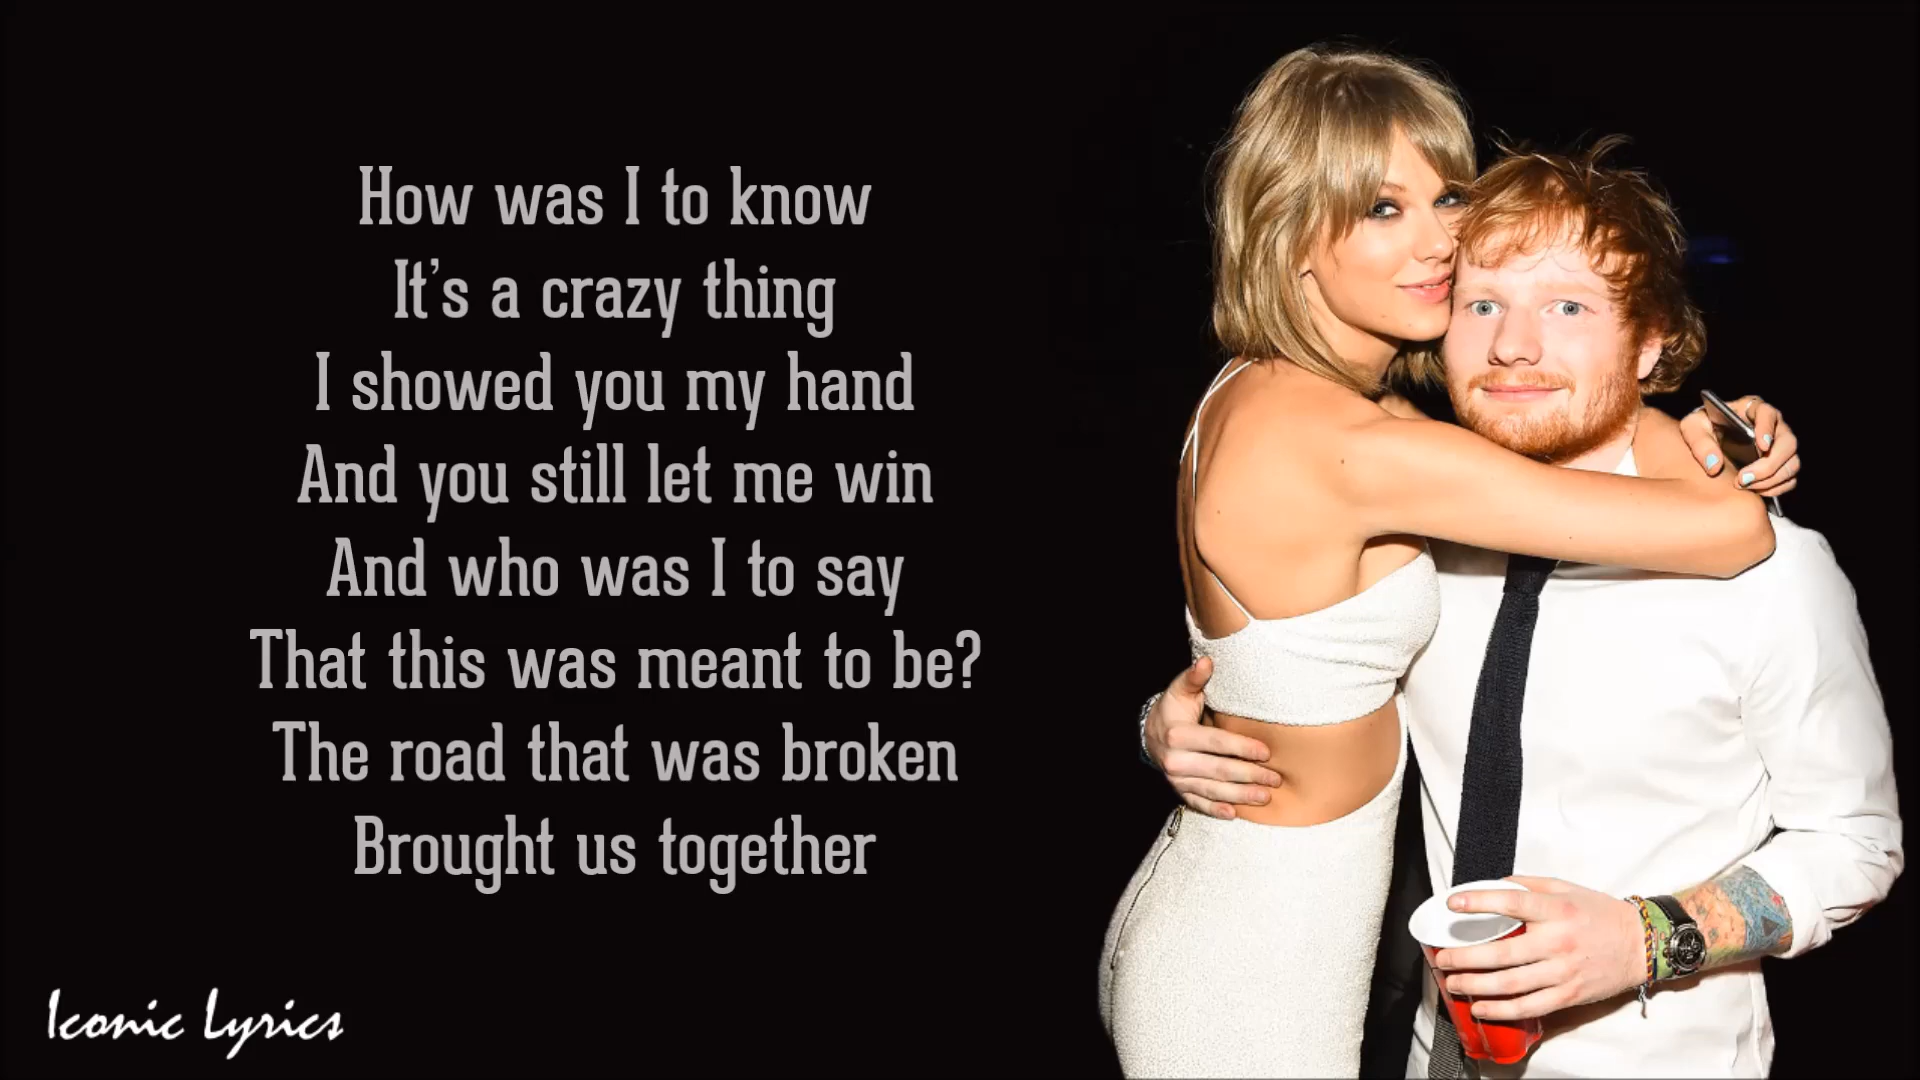 How was I to know
It's a crazy thing
I showed you my hand
And you still let me win
And who was I to say
That this was meant to be?
The road that was broken
Brought us together
Iconic Lyrics